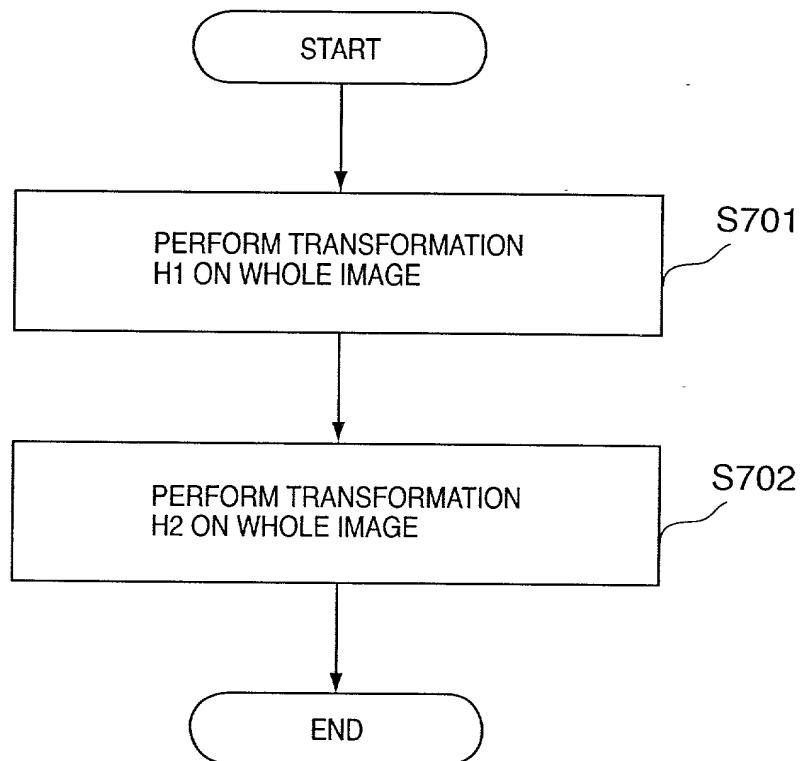 START
S701
PERFORM TRANSFORMATION
H1 ON WHOLE IMAGE
S702
PERFORM TRANSFORMATION
H2 ON WHOLE IMAGE
END